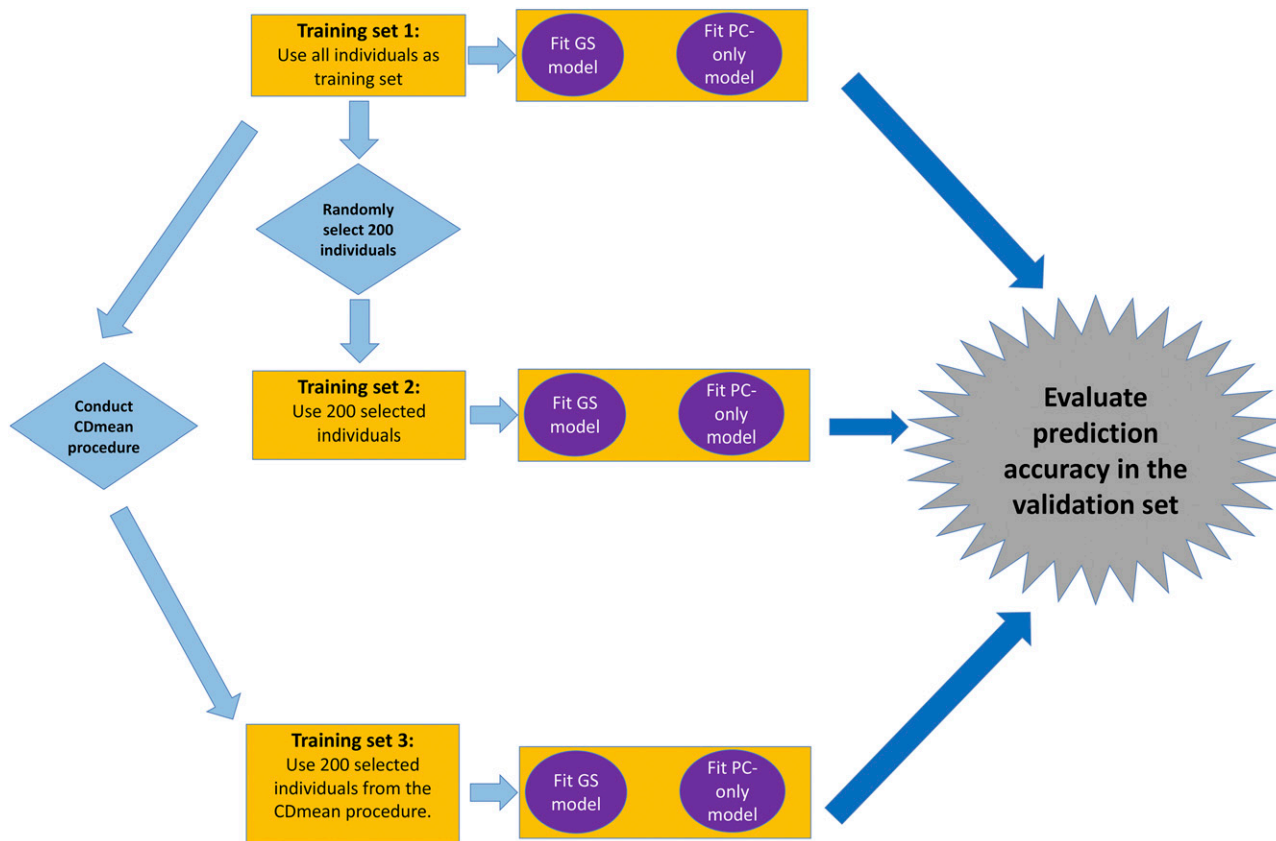 Training set 1:
Use all individuals as
training set
Fit GS
model
Fit PC-
only
model
Randomly
select 200
individuals
Training set 2:
Use 200 selected
individuals
Fit GS
model
Fit PC-
only
model
Conduct
CDmean
procedure
Evaluate
prediction
accuracy in the
validation set
Training set 3:
Use 200 selected
individuals from the
CDmean procedure.
Fit GS
model
Fit PC-
only
model